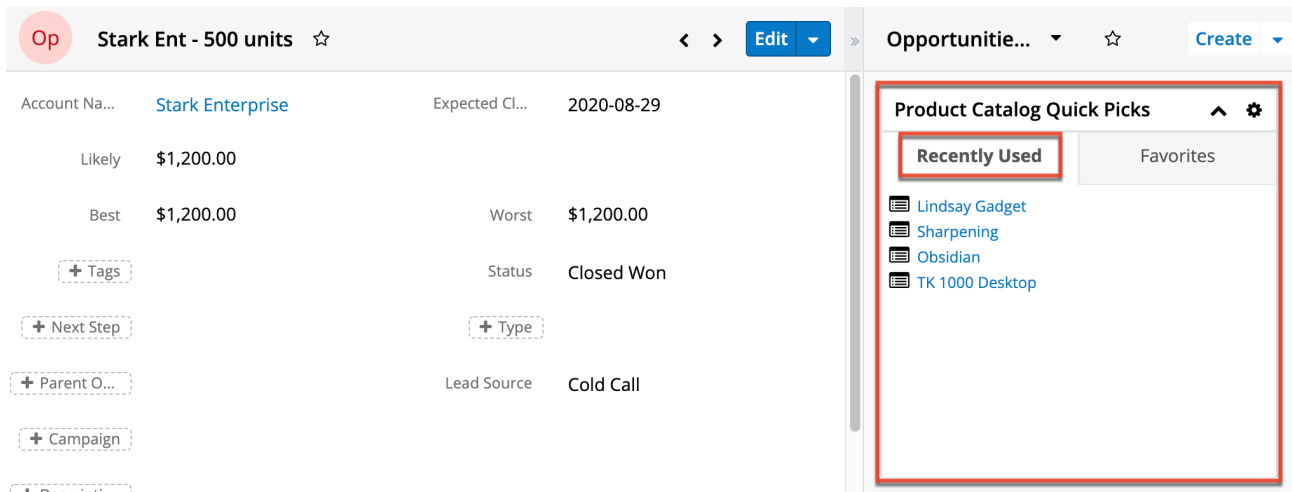 Op Stark Ent - 500 units Edit
Account Na... Stark Enterprise Expected Cl... 2020-08-29
Likely $1,200.00
Best $1,200.00 Worst $1,200.00
+ Tags Status Closed Won
+ Next Step + Type
+ Parent O... Lead Source Cold Call
+ Campaign
» Opportunitie... Create
Product Catalog Quick Picks
Recently Used Favorites
Lindsay Gadget
Sharpening
Obsidian
TK 1000 Desktop